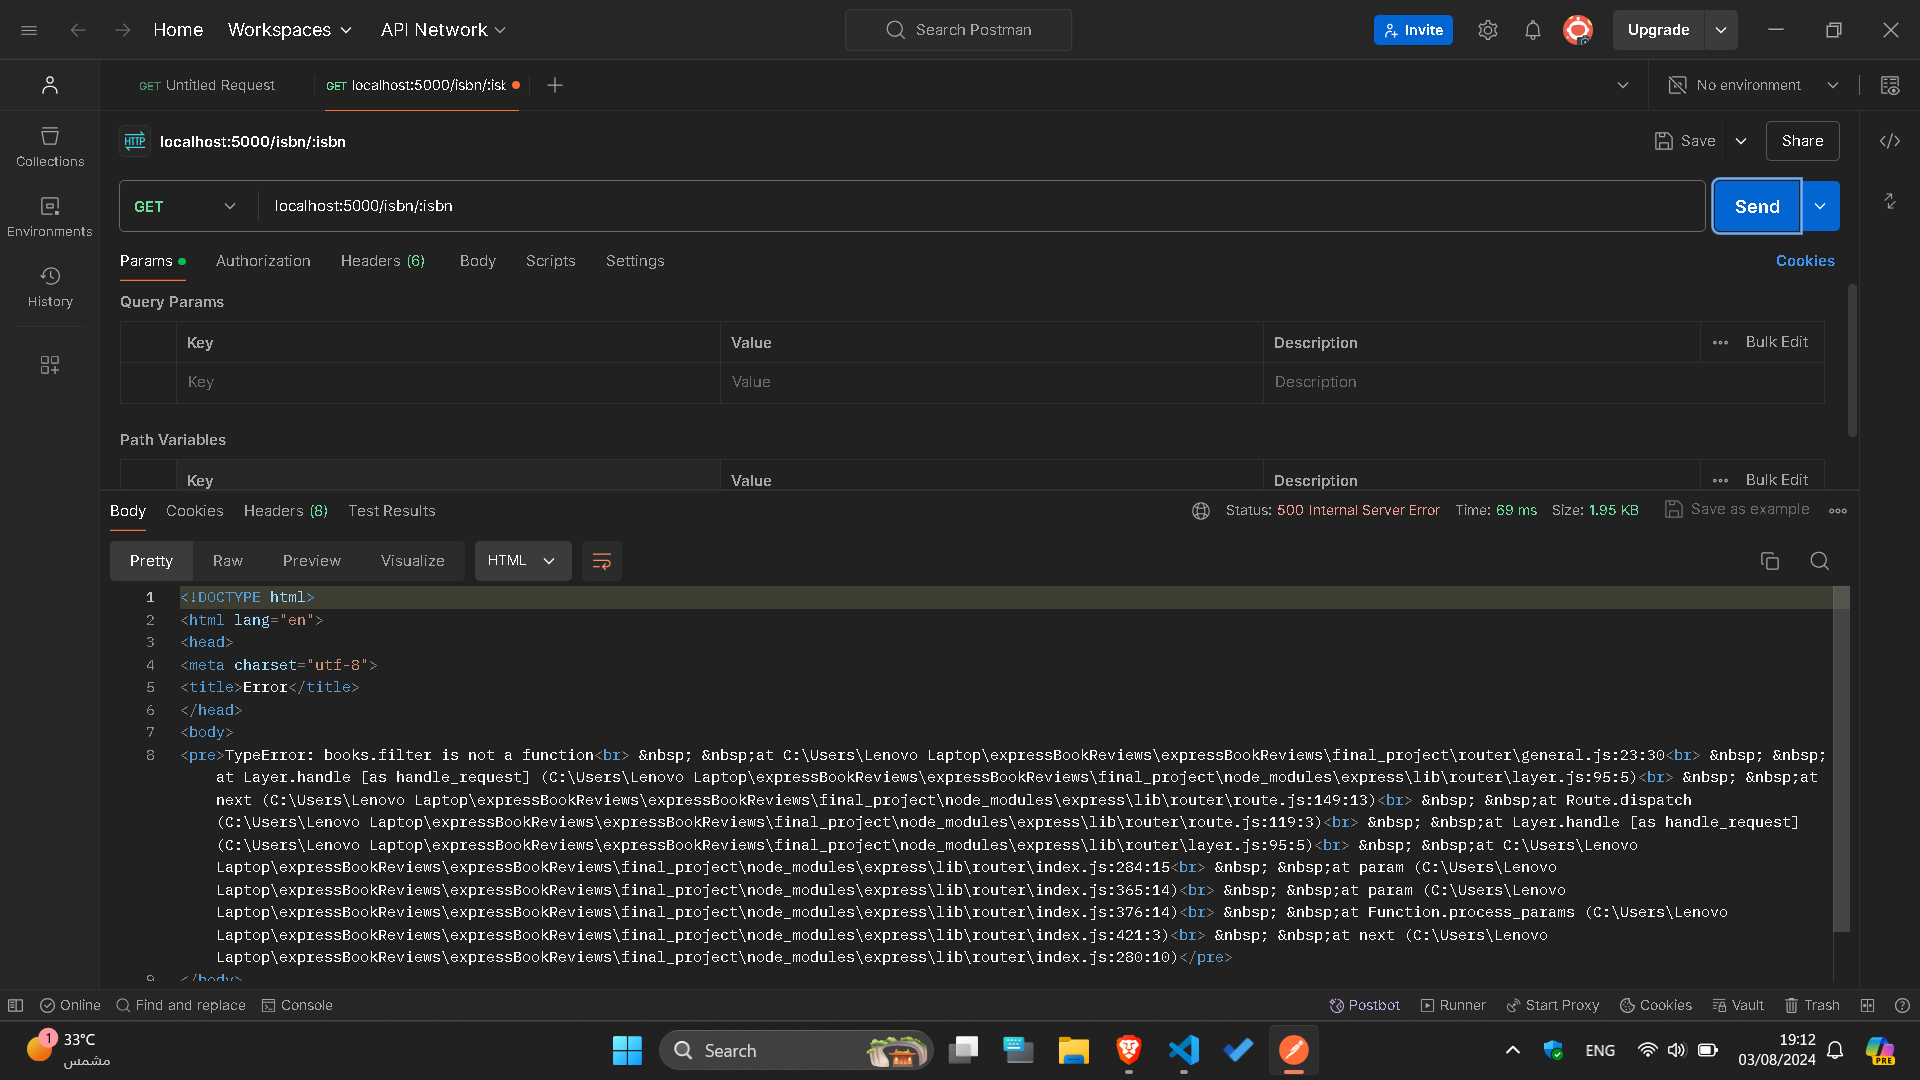 Home Workspaces API Network Search Postman Invite Upgrade
GET Untitled Request GET localhost:5000/isbn/:isb No environment
HTTP localhost:5000/isbn/:isbn Save Share
Collections
GET localhost:5000/isbn/:isbn Send
Environments
Params Authorization Headers (6) Body Scripts Settings Cookies
History
Query Params
Key Value Description Bulk Edit
Key Value Description
Path Variables
Key Value Description Bulk Edit
Body Cookies Headers (8) Test Results Status: 500 Internal Server Error Time: 69 ms Size: 1.95 KB Save as example
Pretty Raw Preview Visualize HTML
1 <!DOCTYPE html>
2 <html lang="en">
3 <head>
4 <meta charset="utf-8">
5 <title>Error</title>
6 </head>
7 <body>
8 <pre>TypeError: books.filter is not a function<br> &nbsp; &nbsp;at C:\Users\Lenovo Laptop\expressBookReviews\expressBookReviews\final_project\router\general.js:23:30<br> &nbsp; &nbsp;
at Layer.handle [as handle_request] (C:\Users\Lenovo Laptop\expressBookReviews\expressBookReviews\final_project\node_modules\express\lib\router\layer.js:95:5)<br> &nbsp; &nbsp;at
next (C:\Users\Lenovo Laptop\expressBookReviews\expressBookReviews\final_project\node_modules\express\lib\router\route.js:149:13)<br> &nbsp; &nbsp;at Route.dispatch
(C:\Users\Lenovo Laptop\expressBookReviews\expressBookReviews\final_project\node_modules\express\lib\router\route.js:119:3)<br> &nbsp; &nbsp;at Layer.handle [as handle_request]
(C:\Users\Lenovo Laptop\expressBookReviews\expressBookReviews\final_project\node_modules\express\lib\router\layer.js:95:5)<br> &nbsp; &nbsp;at C:\Users\Lenovo
Laptop\expressBookReviews\expressBookReviews\final_project\node_modules\express\lib\router\index.js:284:15<br> &nbsp; &nbsp;at param (C:\Users\Lenovo
Laptop\expressBookReviews\expressBookReviews\final_project\node_modules\express\lib\router\index.js:365:14)<br> &nbsp; &nbsp;at param (C:\Users\Lenovo
Laptop\expressBookReviews\expressBookReviews\final_project\node_modules\express\lib\router\index.js:376:14)<br> &nbsp; &nbsp;at Function.process_params (C:\Users\Lenovo
Laptop\expressBookReviews\expressBookReviews\final_project\node_modules\express\lib\router\index.js:421:3)<br> &nbsp; &nbsp;at next (C:\Users\Lenovo
Laptop\expressBookReviews\expressBookReviews\final_project\node_modules\express\lib\router\index.js:280:10)</pre>
9 </body>
Online Find and replace Console Postbot Runner Start Proxy Cookies Vault Trash
1 33°C Search ENG 19:12
مشمس 03/08/2024 PRE